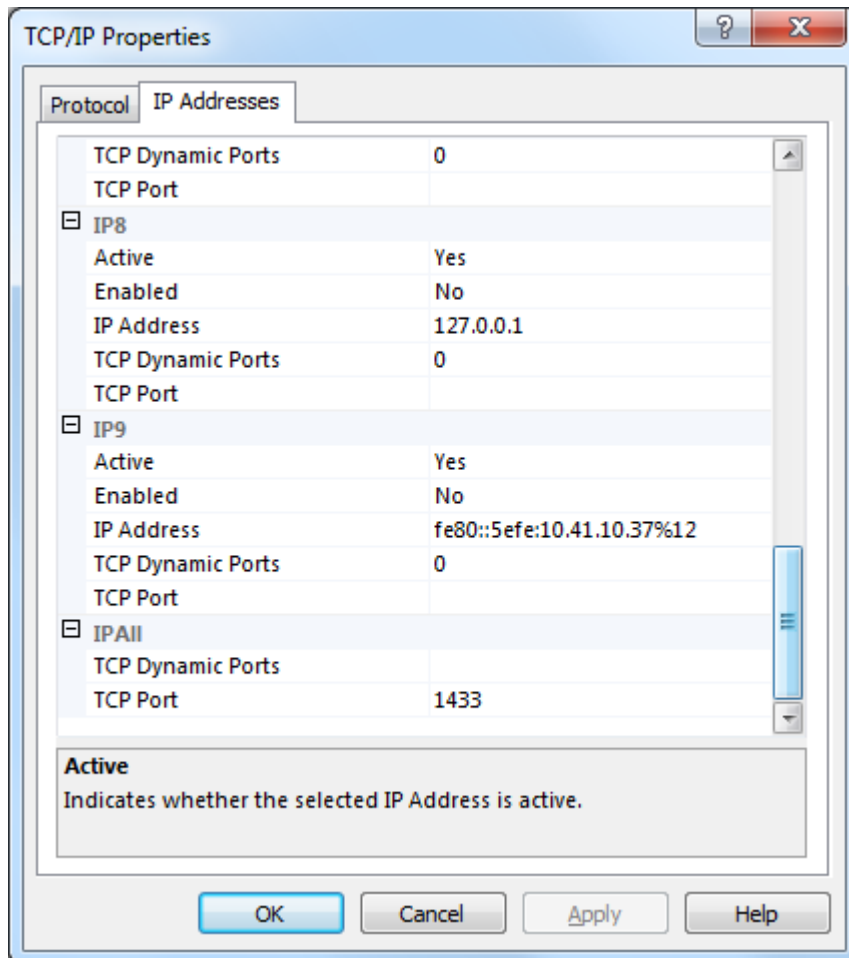 TCP/IP Properties
Protocol IP Addresses
TCP Dynamic Ports 0
TCP Port
IP8
Active Yes
Enabled No
IP Address 127.0.0.1
TCP Dynamic Ports 0
TCP Port
IP9
Active Yes
Enabled No
IP Address fe80::5efe:10.41.10.37%12
TCP Dynamic Ports 0
TCP Port
IPAll
TCP Dynamic Ports
TCP Port 1433
Active
Indicates whether the selected IP Address is active.
OK Cancel Apply Help